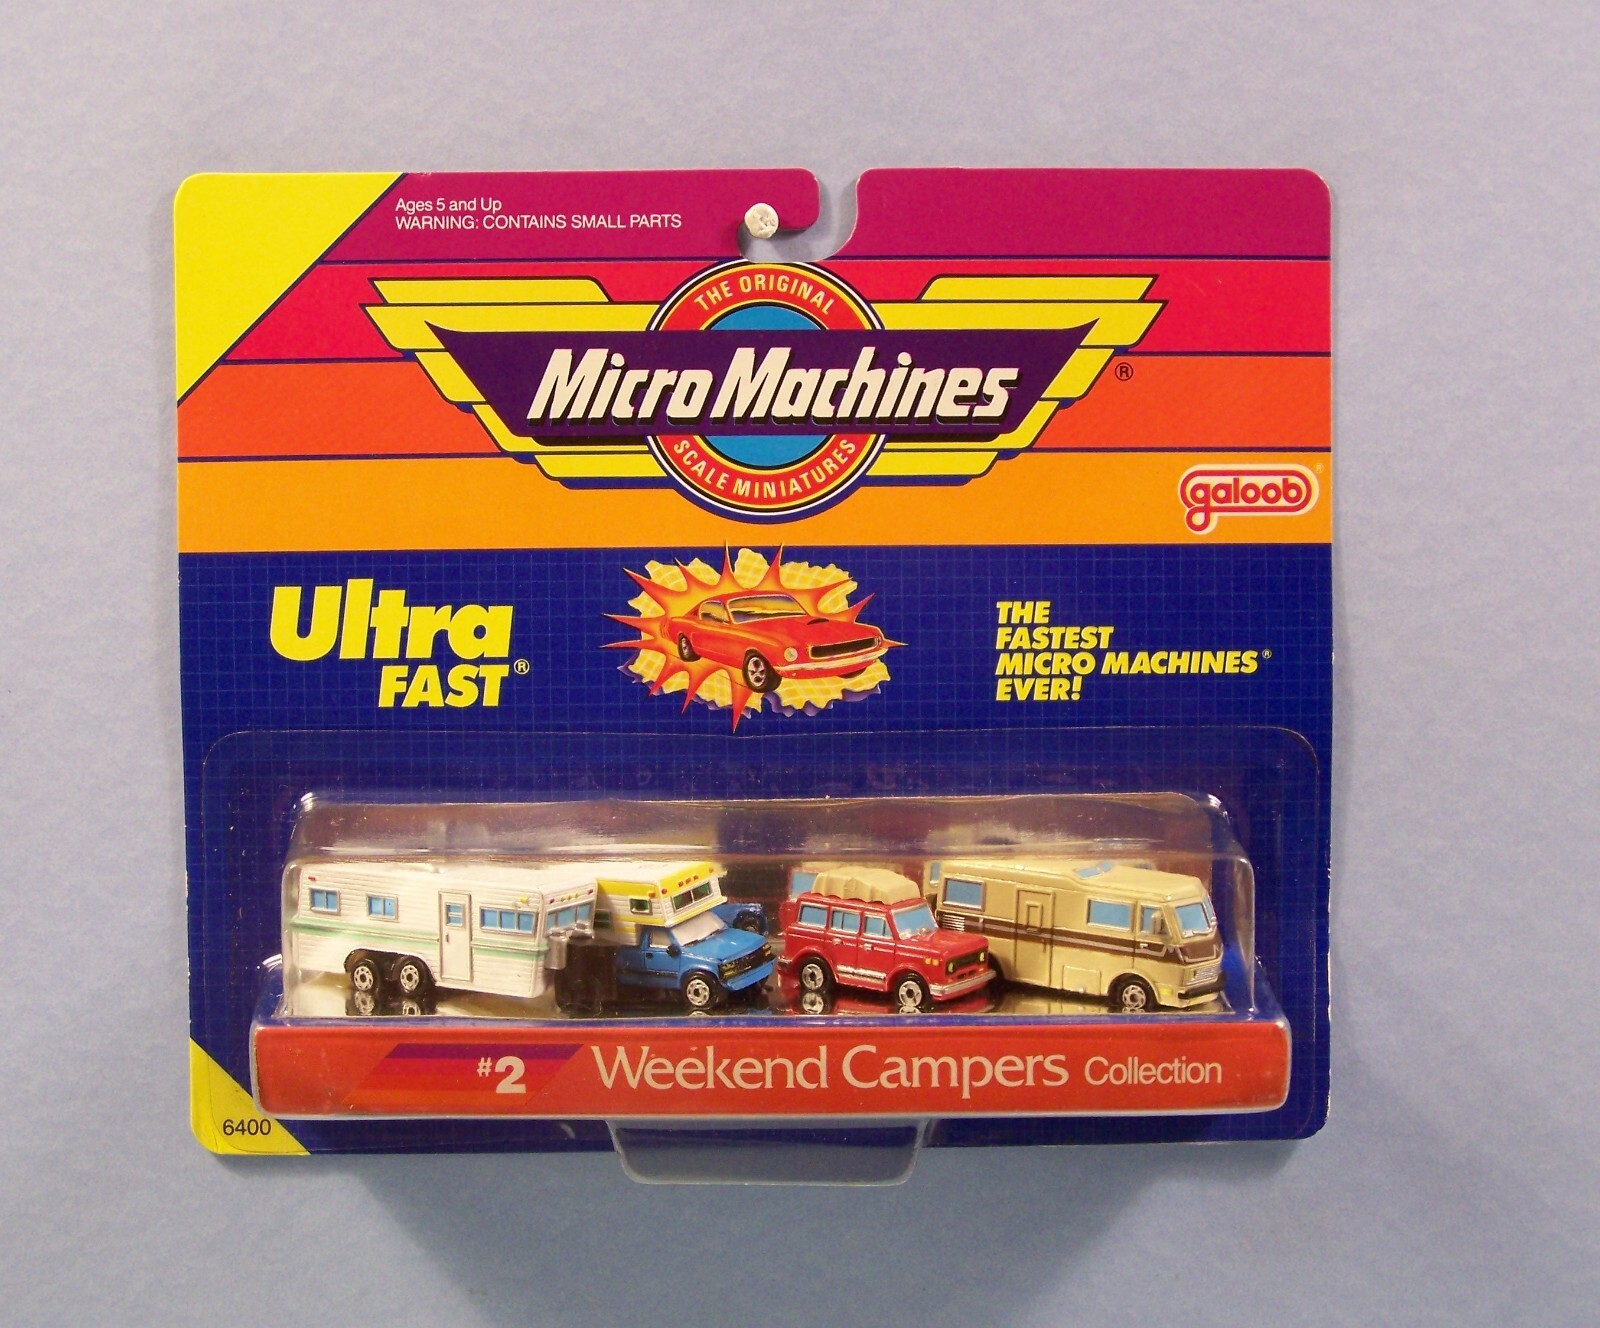 Ages 5 and Up
WARNING: CONTAINS SMALL PARTS
THE ORIGINAL
Micro Machines ®
SCALE MINIATURES
galoob ®
Ultra
FAST®
THE
FASTEST
MICRO MACHINES®
EVER!
#2 Weekend Campers Collection
6400